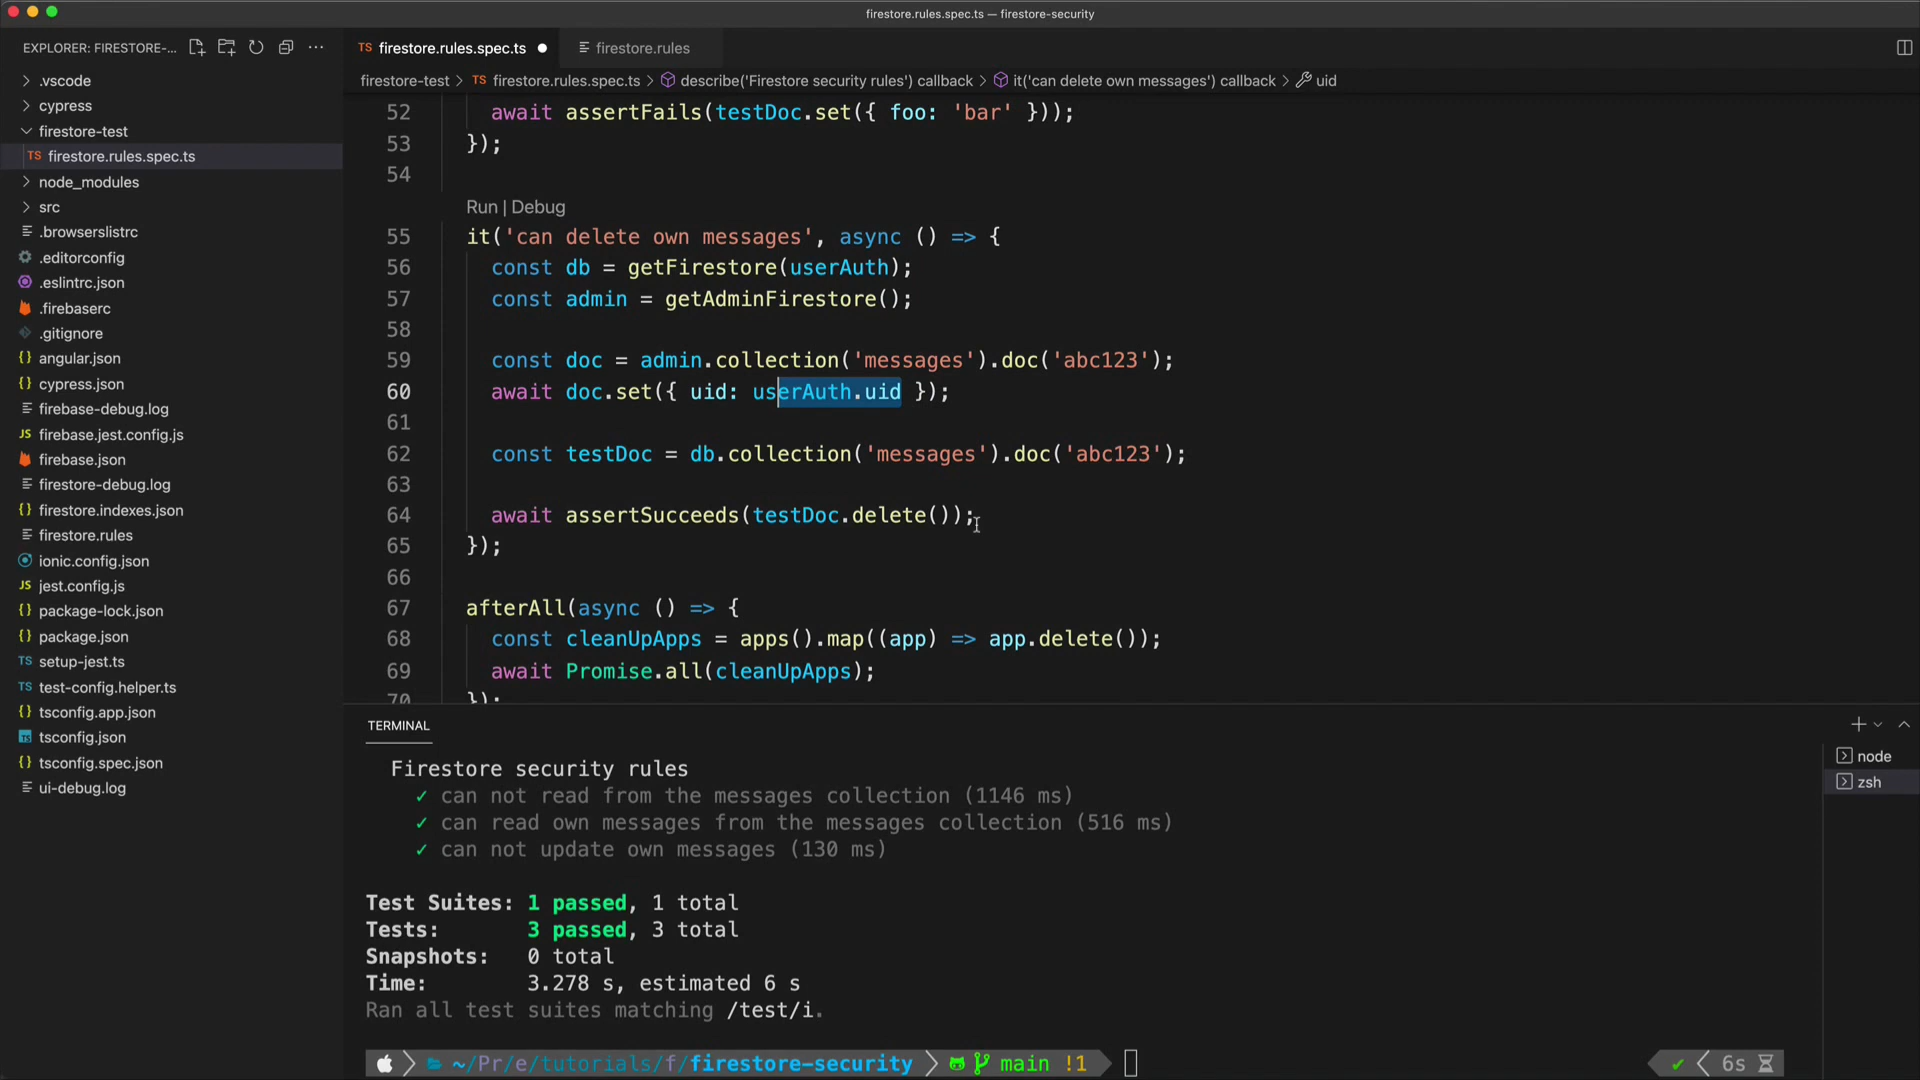 firestore.rules.spec.ts — firestore-security
EXPLORER: FIRESTORE-...
TS firestore.rules.spec.ts
firestore.rules
firestore-test > TS firestore.rules.spec.ts > describe('Firestore security rules') callback > it('can delete own messages') callback > uid
.vscode
cypress
firestore-test
TS firestore.rules.spec.ts
node_modules
src
.browserslistrc
.editorconfig
.eslintrc.json
.firebaserc
.gitignore
{} angular.json
{} cypress.json
firebase-debug.log
JS firebase.jest.config.js
{} firebase.json
firestore-debug.log
{} firestore.indexes.json
firestore.rules
ionic.config.json
JS jest.config.js
{} package-lock.json
{} package.json
TS setup-jest.ts
TS test-config.helper.ts
{} tsconfig.app.json
TS tsconfig.json
{} tsconfig.spec.json
ui-debug.log
52 await assertFails(testDoc.set({ foo: 'bar' }));
53 });
54
Run | Debug
55 it('can delete own messages', async () => {
56 const db = getFirestore(userAuth);
57 const admin = getAdminFirestore();
58
59 const doc = admin.collection('messages').doc('abc123');
60 await doc.set({ uid: userAuth.uid });
61
62 const testDoc = db.collection('messages').doc('abc123');
63
64 await assertSucceeds(testDoc.delete());
65 });
66
67 afterAll(async () => {
68 const cleanUpApps = apps().map((app) => app.delete());
69 await Promise.all(cleanUpApps);
70 });
TERMINAL
node
zsh
Firestore security rules
✓ can not read from the messages collection (1146 ms)
✓ can read own messages from the messages collection (516 ms)
✓ can not update own messages (130 ms)
Test Suites: 1 passed, 1 total
Tests: 3 passed, 3 total
Snapshots: 0 total
Time: 3.278 s, estimated 6 s
Ran all test suites matching /test/i.
~/Pr/e/tutorials/f/firestore-security main !1
✓ 6s